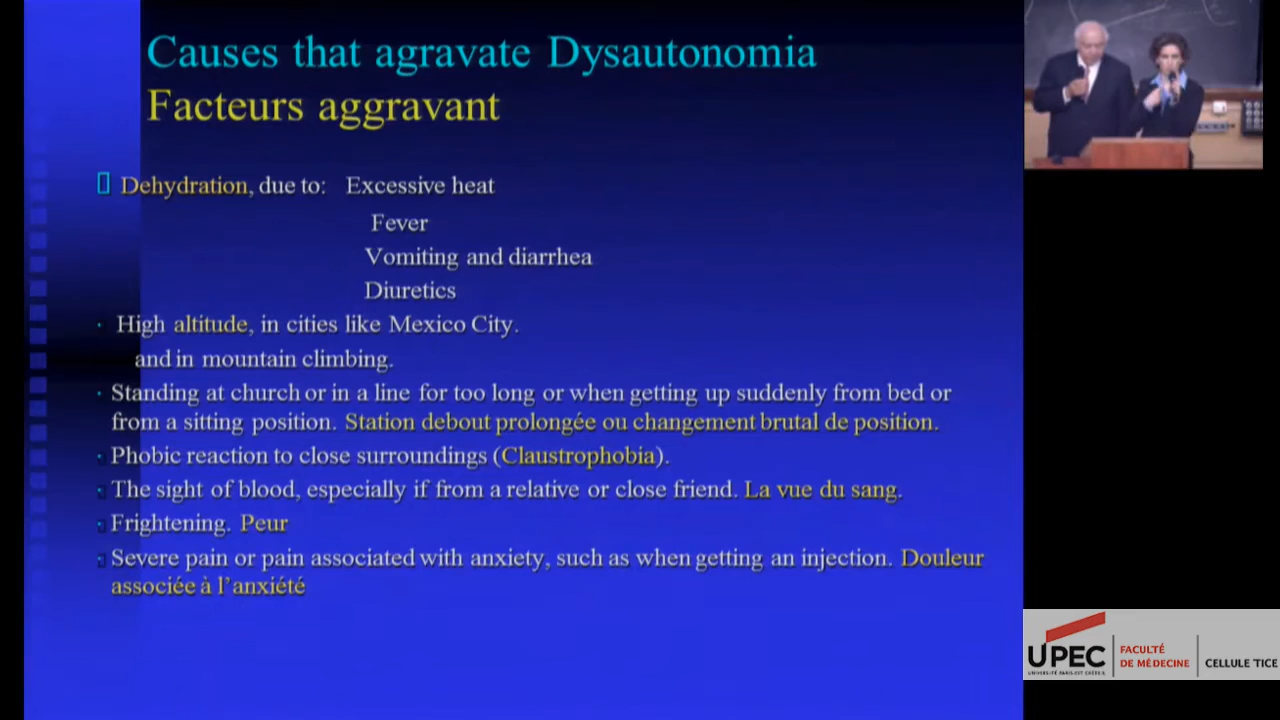 Causes that agravate Dysautonomia
Facteurs aggravant
Dehydration, due to: Excessive heat
Fever
Vomiting and diarrhea
Diuretics
· High altitude, in cities like Mexico City.
and in mountain climbing.
· Standing at church or in a line for too long or when getting up suddenly from bed or
from a sitting position. Station debout prolongée ou changement brutal de position.
· Phobic reaction to close surroundings (Claustrophobia).
· The sight of blood, especially if from a relative or close friend. La vue du sang.
· Frightening. Peur
· Severe pain or pain associated with anxiety, such as when getting an injection. Douleur
associée à l’anxiété
UPEC
UNIVERSITÉ PARIS-EST CRÉTEIL
FACULTÉ
DE MÉDECINE
CELLULE TICE